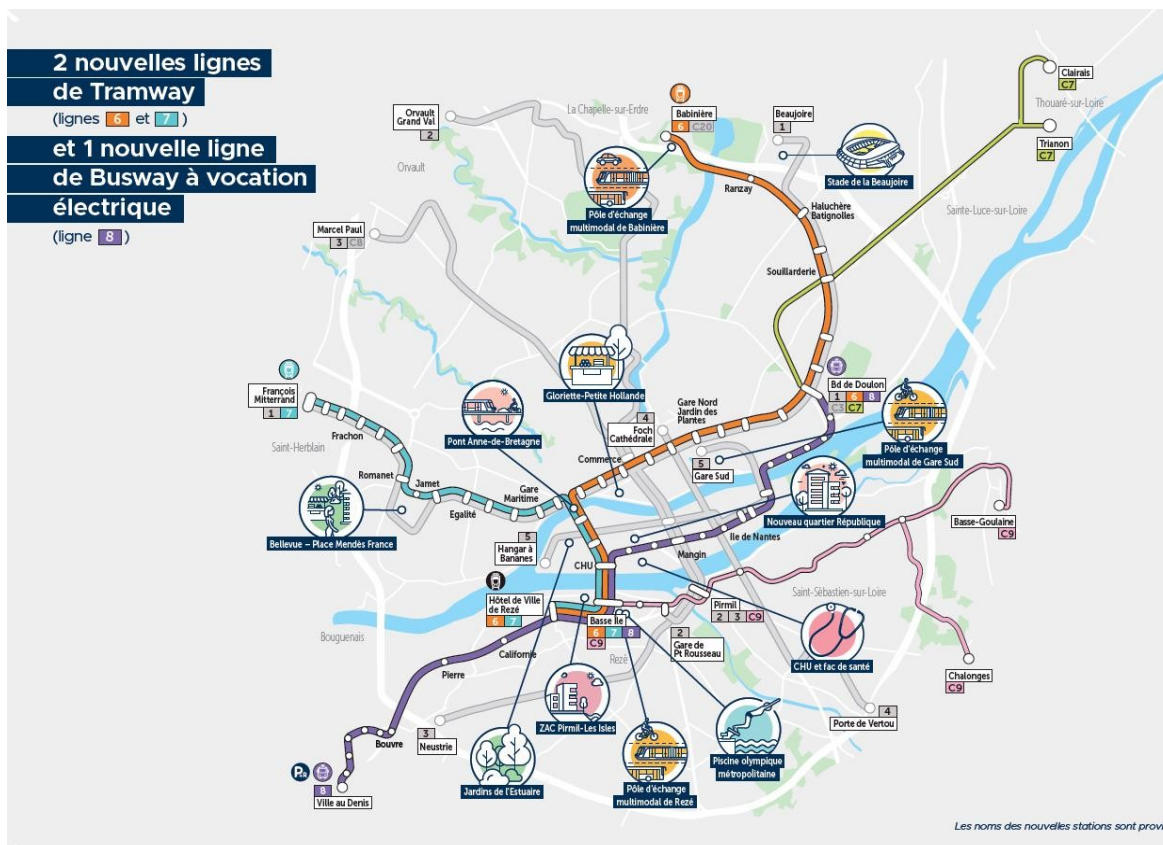 2 nouvelles lignes
de Tramway
(lignes 6 et 7 )
et 1 nouvelle ligne
de Busway à vocation
électrique
(ligne 8 )
Clairais
C7
Thouaré-sur-Loire
Trianon
C7
La Chapelle-sur-Erdre
Babinière
6 C20
Beaujoire
1
Orvault
Grand Val
2
Orvault
Stade de la Beaujoire
Ranzay
Pôle d'échange
multimodal de Babinière
Haluchère
Batignolles
Sainte-Luce-sur-Loire
Marcel Paul
3 C8
Souillarderie
François
Mitterrand
1 7
Gloriette-Petite Hollande
Bd de Doulon
1 6 8
C3 C7
Gare Nord
Jardin des
Plantes
4
Foch
Cathédrale
Pont Anne-de-Bretagne
Frachon
Saint-Herblain
Commerce
5
Gare Sud
Pôle d'échange
multimodal de Gare Sud
Romanet
Jamet
Egalité
Gare
Maritime
Nouveau quartier République
Basse-Goulaine
C9
Bellevue – Place Mendès France
5
Hangar à
Bananes
Ile de Nantes
Mangin
CHU
Saint-Sébastien-sur-Loire
Hôtel de Ville
de Rezé
6 7
Basse Île
6 7 8
C9
Pirmil
2 3 C9
2
Gare de
Pt Rousseau
Bouguenais
Rezé
Californie
CHU et fac de santé
Pierre
Chalonges
C9
ZAC Pirmil-Les Isles
4
Porte de Vertou
3
Neustrie
Bouvre
Piscine olympique
métropolitaine
P+R
8
Ville au Denis
Jardins de l'Estuaire
Pôle d'échange
multimodal de Rezé
Les noms des nouvelles stations sont provi